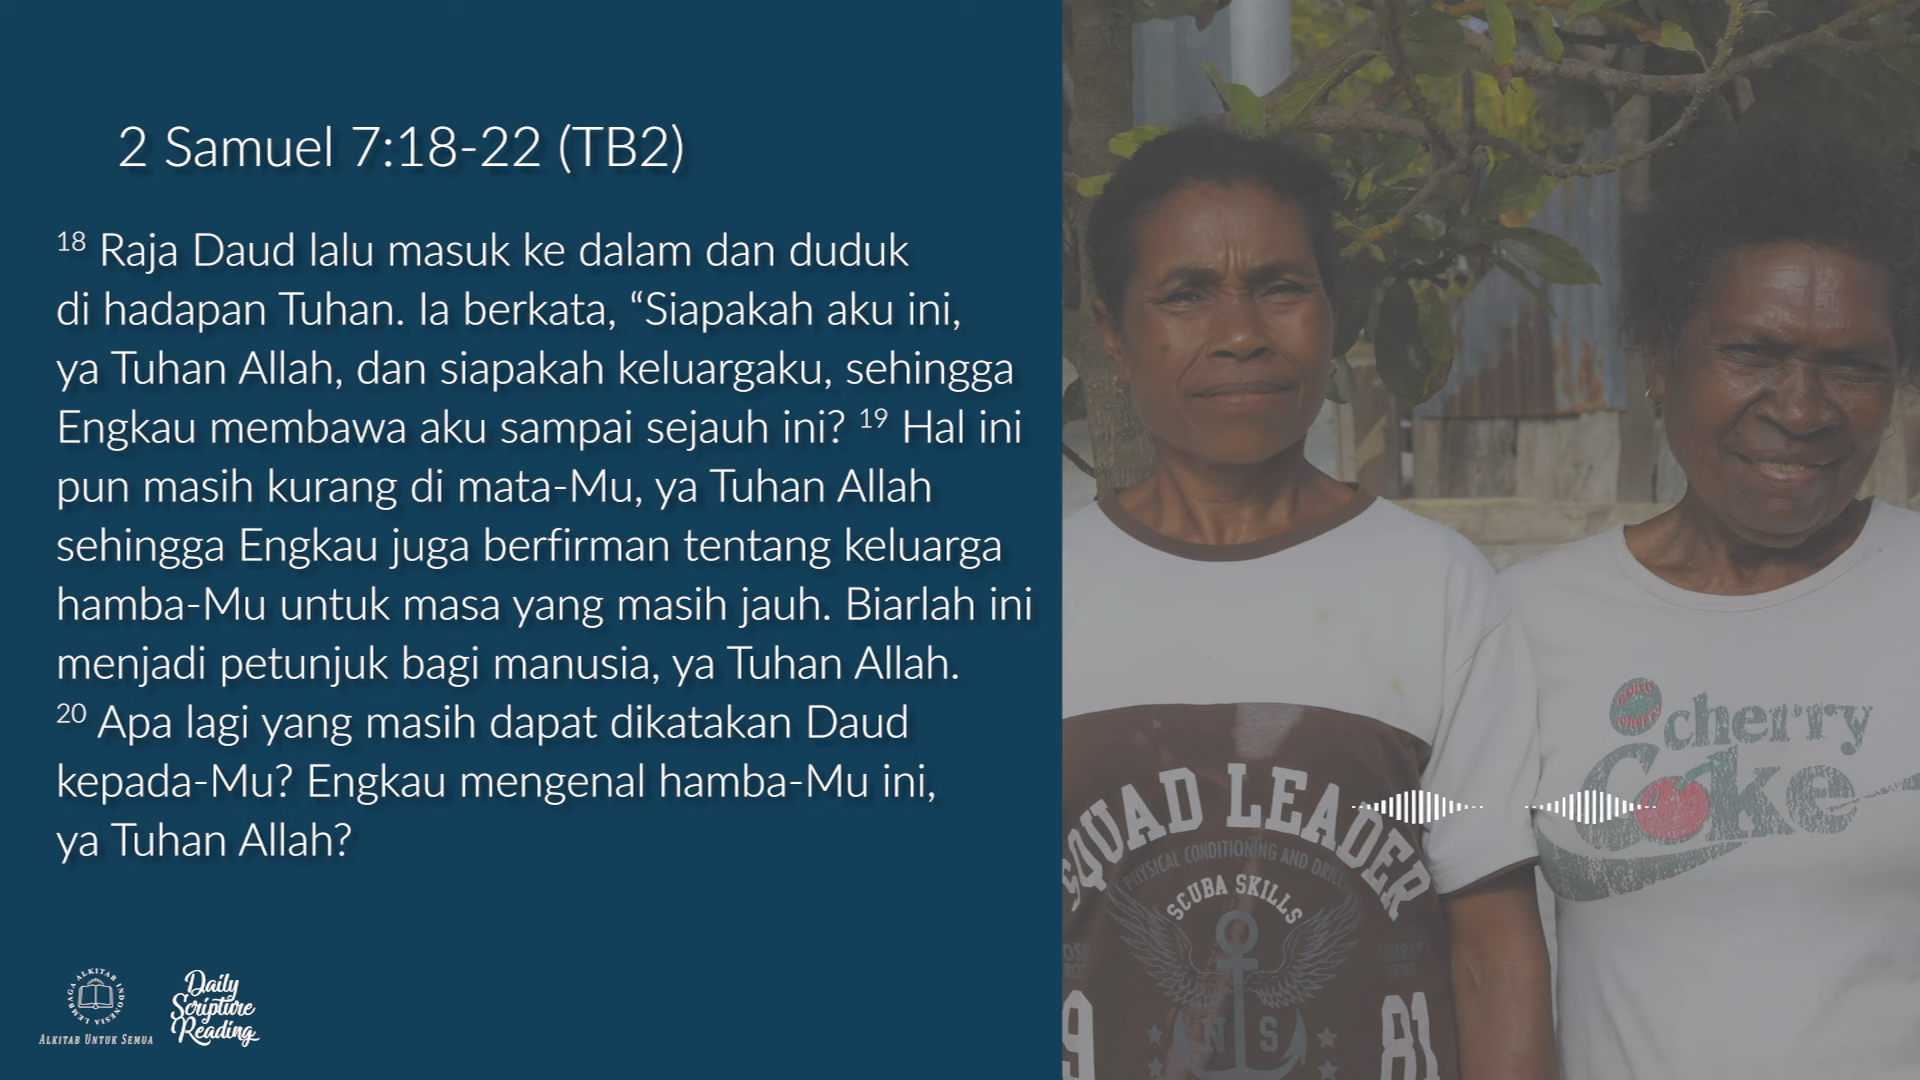 2 Samuel 7:18-22 (TB2)
18 Raja Daud lalu masuk ke dalam dan duduk
di hadapan Tuhan. Ia berkata, “Siapakah aku ini,
ya Tuhan Allah, dan siapakah keluargaku, sehingga
Engkau membawa aku sampai sejauh ini? 19 Hal ini
pun masih kurang di mata-Mu, ya Tuhan Allah
sehingga Engkau juga berfirman tentang keluarga
hamba-Mu untuk masa yang masih jauh. Biarlah ini
menjadi petunjuk bagi manusia, ya Tuhan Allah.
20 Apa lagi yang masih dapat dikatakan Daud
kepada-Mu? Engkau mengenal hamba-Mu ini,
ya Tuhan Allah?
LEMBAGA ALKITAB INDONESIA
ALKITAB UNTUK SEMUA
Daily
Scripture
Reading
SQUAD LEADER
PHYSICAL CONDITIONING AND
SCUBA SKILLS
N S
9 81
cherry
Coke